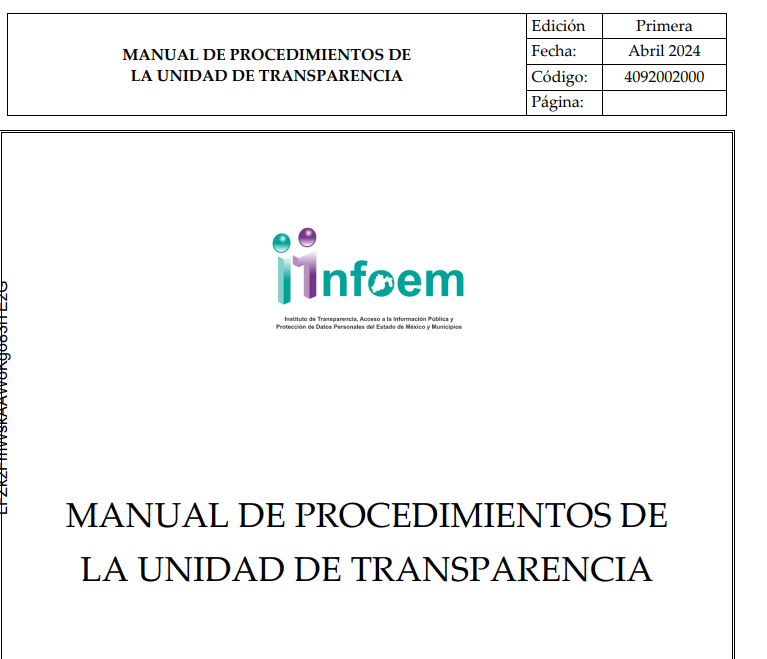 MANUAL DE PROCEDIMIENTOS DE
LA UNIDAD DE TRANSPARENCIA
Edición Primera
Fecha: Abril 2024
Código: 4092002000
Página:
infoem
Instituto de Transparencia, Acceso a la Información Pública y
Protección de Datos Personales del Estado de México y Municipios
MANUAL DE PROCEDIMIENTOS DE
LA UNIDAD DE TRANSPARENCIA